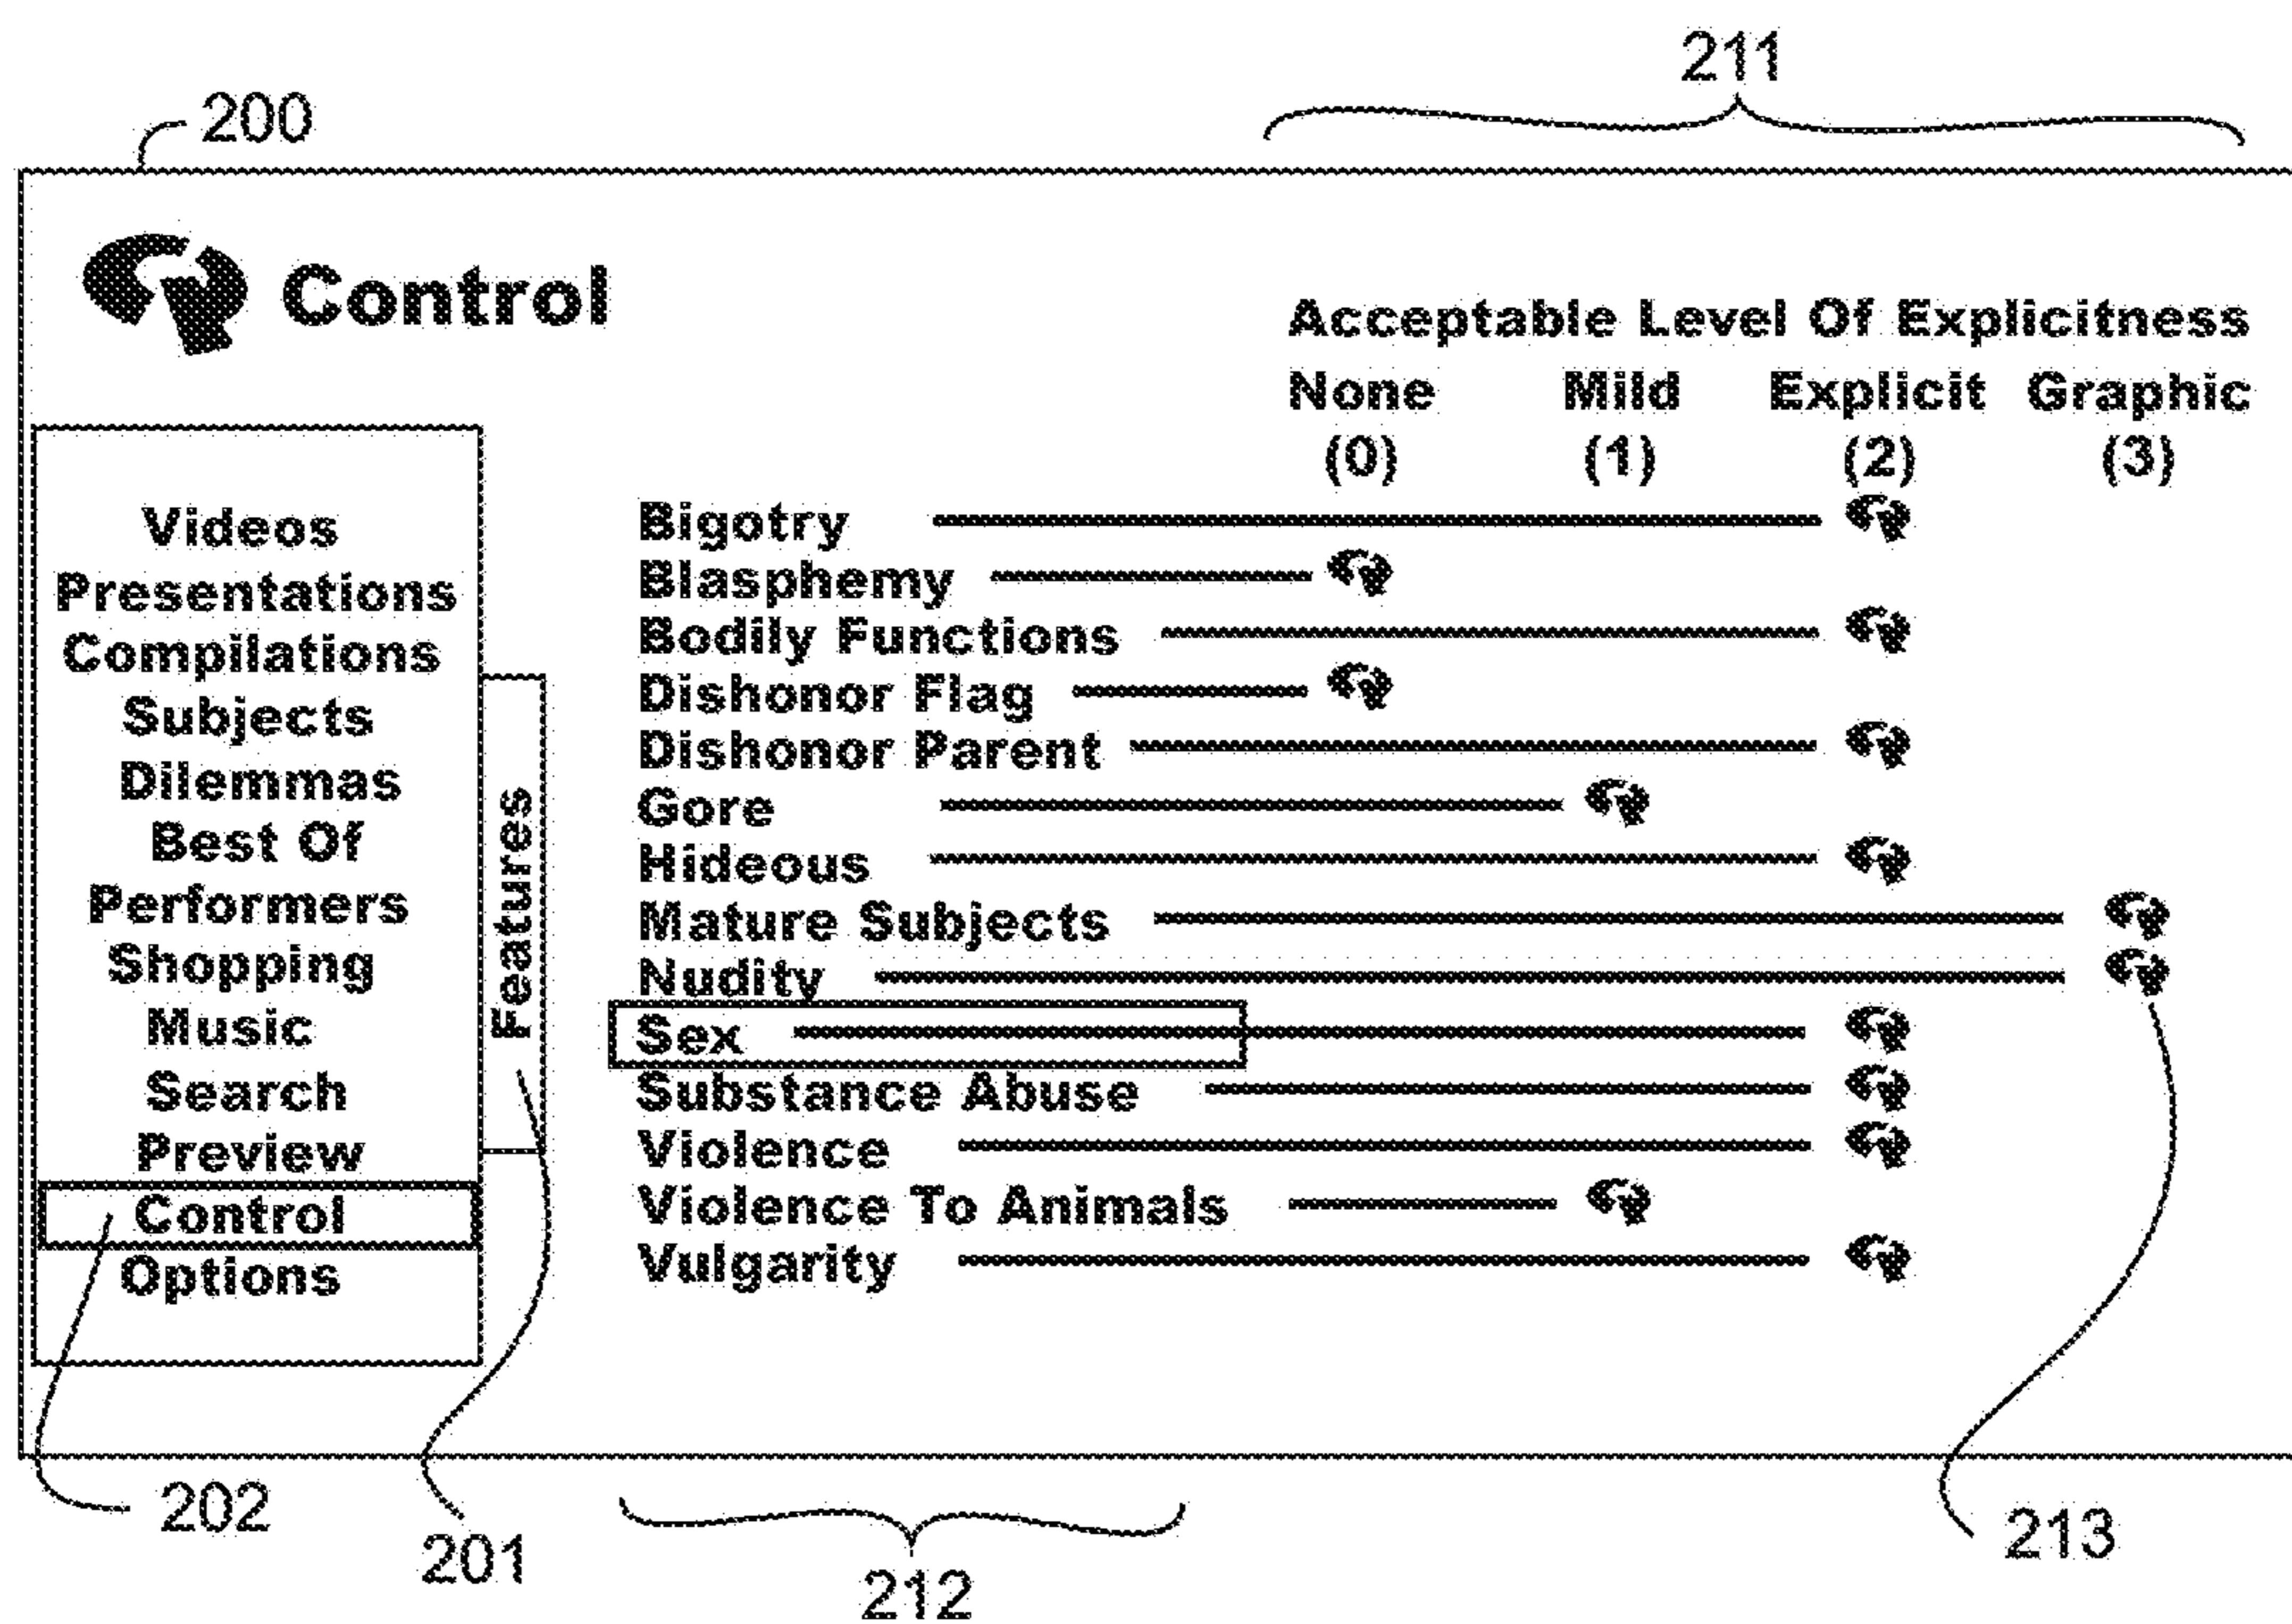 211
200
Control
Acceptable Level Of Explicitness
None Mild Explicit Graphic
(0) (1) (2) (3)
Videos
Presentations
Compilations
Subjects
Dilemmas
Best Of
Performers
Shopping
Music
Search
Preview
Control
Options
Features
Bigotry
Blasphemy
Bodily Functions
Dishonor Flag
Dishonor Parent
Gore
Hideous
Mature Subjects
Nudity
Sex
Substance Abuse
Violence
Violence To Animals
Vulgarity
202
201
212
213